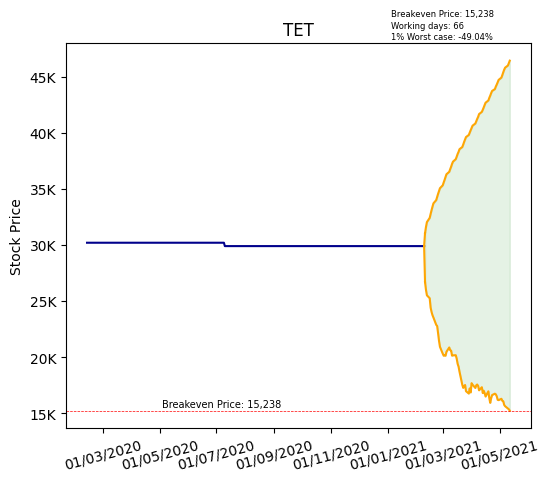 Breakeven Price: 15,238
Working days: 66
1% Worst case: -49.04%
TET
Stock Price
45K
40K
35K
30K
25K
20K
15K
Breakeven Price: 15,238
01/03/2020
01/05/2020
01/07/2020
01/09/2020
01/11/2020
01/01/2021
01/03/2021
01/05/2021